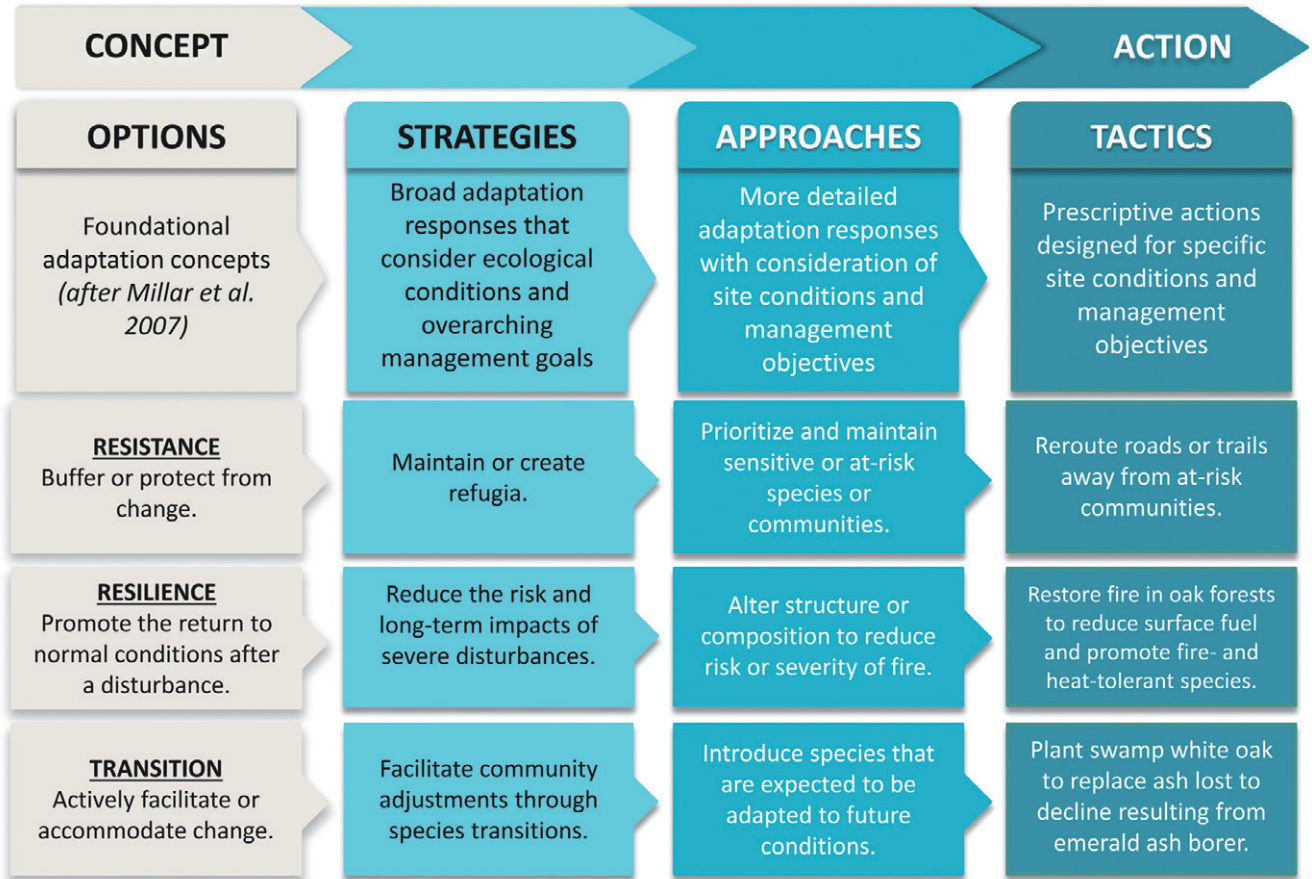 CONCEPT
ACTION
OPTIONS
STRATEGIES
APPROACHES
TACTICS
Foundational
adaptation concepts
(after Millar et al.
2007)
Broad adaptation
responses that
consider ecological
conditions and
overarching
management goals
More detailed
adaptation responses
with consideration of
site conditions and
management
objectives
Prescriptive actions
designed for specific
site conditions and
management
objectives
RESISTANCE
Buffer or protect from
change.
Maintain or create
refugia.
Prioritize and maintain
sensitive or at-risk
species or
communities.
Reroute roads or trails
away from at-risk
communities.
RESILIENCE
Promote the return to
normal conditions after
a disturbance.
Reduce the risk and
long-term impacts of
severe disturbances.
Alter structure or
composition to reduce
risk or severity of fire.
Restore fire in oak forests
to reduce surface fuel
and promote fire- and
heat-tolerant species.
TRANSITION
Actively facilitate or
accommodate change.
Facilitate community
adjustments through
species transitions.
Introduce species that
are expected to be
adapted to future
conditions.
Plant swamp white oak
to replace ash lost to
decline resulting from
emerald ash borer.